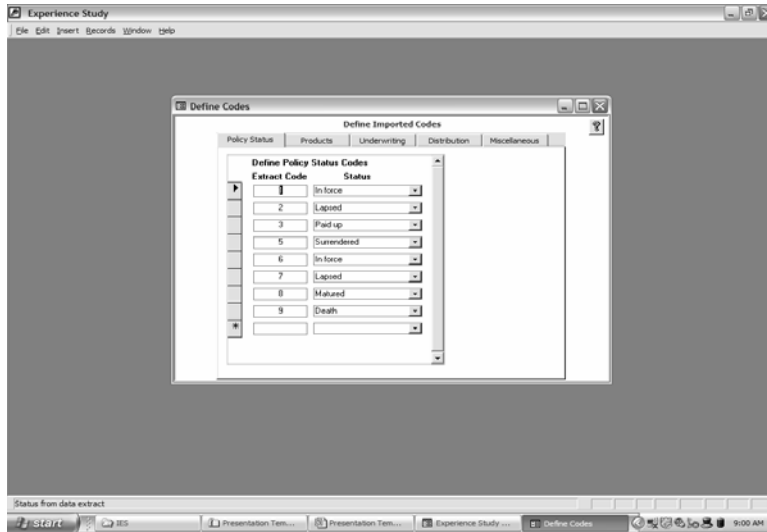 Experience Study
File Edit Insert Records Window Help
Define Codes
Define Imported Codes
Policy Status Products Underwriting Distribution Miscellaneous
Define Policy Status Codes
Extract Code Status
In force
2 Lapsed
3 Paid up
5 Surrendered
6 In force
7 Lapsed
8 Matured
9 Death
Status from data extract
start IES Presentation Tem... Presentation Tem... Experience Study ... Define Codes 9:00 AM